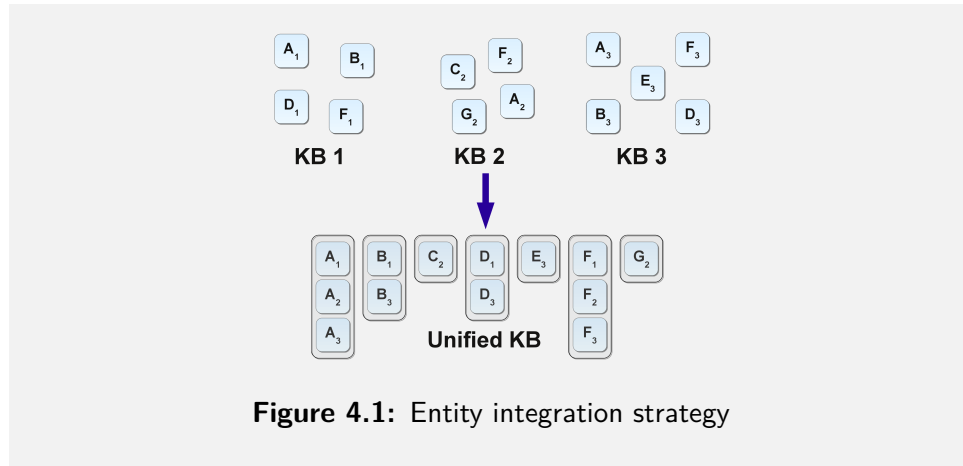 A1 B1 D1 F1
KB 1
C2 F2 G2 A2
KB 2
A3 F3 E3 B3 D3
KB 3
A1 B1 C2 D1 E3 F1 G2
A2 B3 D3 F2
A3 F3
Unified KB
Figure 4.1: Entity integration strategy